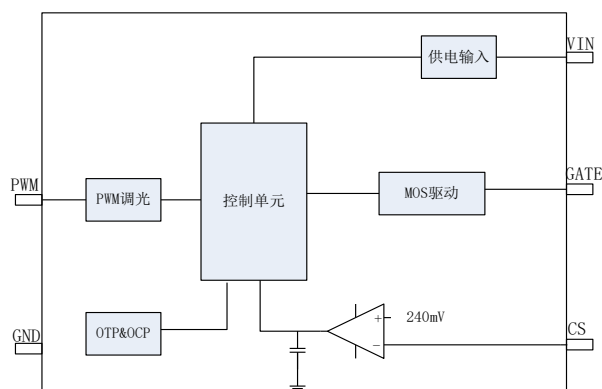 VIN
供电输入
GATE
PWM
PWM调光
控制单元
MOS驱动
240mV
+
−
CS
GND
OTP&OCP